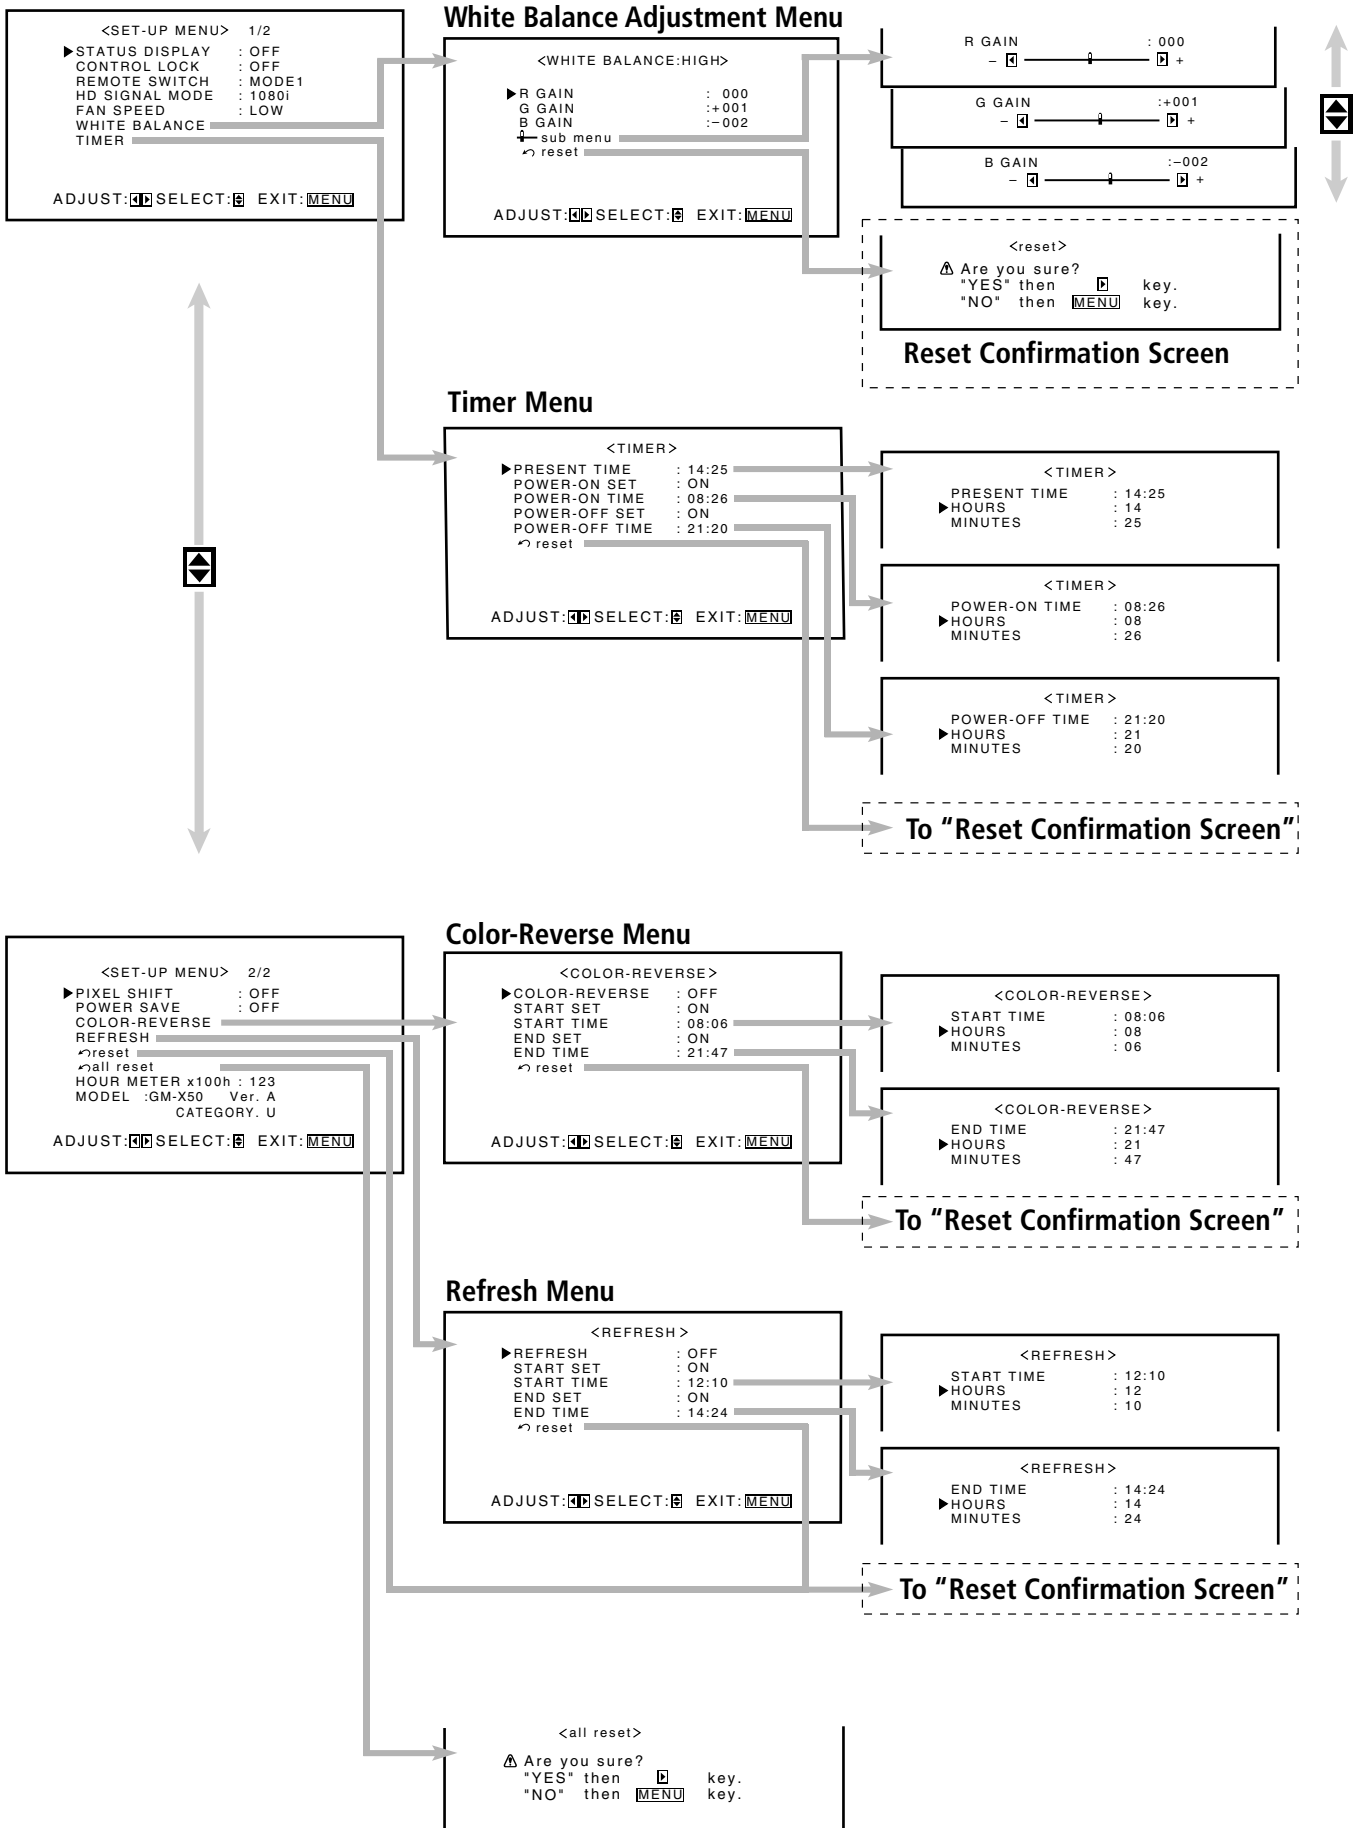 <SET-UP MENU> 1/2
STATUS DISPLAY : OFF
CONTROL LOCK : OFF
REMOTE SWITCH : MODE1
HD SIGNAL MODE : 1080i
FAN SPEED : LOW
WHITE BALANCE
TIMER
ADJUST: SELECT: EXIT: MENU
White Balance Adjustment Menu
<WHITE BALANCE:HIGH>
R GAIN : 000
G GAIN :+001
B GAIN :–002
sub menu
reset
ADJUST: SELECT: EXIT: MENU
R GAIN : 000
– +
G GAIN :+001
– +
B GAIN :–002
– +
<reset>
Are you sure?
"YES" then key.
"NO" then MENU key.
Reset Confirmation Screen
Timer Menu
<TIMER>
PRESENT TIME : 14:25
POWER-ON SET : ON
POWER-ON TIME : 08:26
POWER-OFF SET : ON
POWER-OFF TIME : 21:20
reset
ADJUST: SELECT: EXIT: MENU
<TIMER>
PRESENT TIME : 14:25
HOURS : 14
MINUTES : 25
<TIMER>
POWER-ON TIME : 08:26
HOURS : 08
MINUTES : 26
<TIMER>
POWER-OFF TIME : 21:20
HOURS : 21
MINUTES : 20
To “Reset Confirmation Screen”
<SET-UP MENU> 2/2
PIXEL SHIFT : OFF
POWER SAVE : OFF
COLOR-REVERSE
REFRESH
reset
all reset
HOUR METER x100h : 123
MODEL :GM-X50 Ver. A
CATEGORY. U
ADJUST: SELECT: EXIT: MENU
Color-Reverse Menu
<COLOR-REVERSE>
COLOR-REVERSE : OFF
START SET : ON
START TIME : 08:06
END SET : ON
END TIME : 21:47
reset
ADJUST: SELECT: EXIT: MENU
<COLOR-REVERSE>
START TIME : 08:06
HOURS : 08
MINUTES : 06
<COLOR-REVERSE>
END TIME : 21:47
HOURS : 21
MINUTES : 47
To “Reset Confirmation Screen”
Refresh Menu
<REFRESH>
REFRESH : OFF
START SET : ON
START TIME : 12:10
END SET : ON
END TIME : 14:24
reset
ADJUST: SELECT: EXIT: MENU
<REFRESH>
START TIME : 12:10
HOURS : 12
MINUTES : 10
<REFRESH>
END TIME : 14:24
HOURS : 14
MINUTES : 24
To “Reset Confirmation Screen”
<all reset>
Are you sure?
"YES" then key.
"NO" then MENU key.